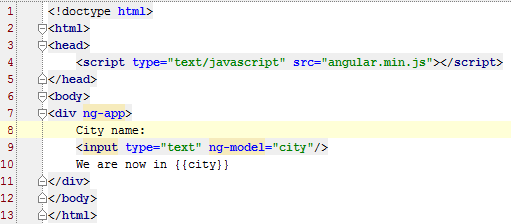 1 <!doctype html>
2 <html>
3 <head>
4 <script type="text/javascript" src="angular.min.js"></script>
5 </head>
6 <body>
7 <div ng-app>
8 City name:
9 <input type="text" ng-model="city"/>
10 We are now in {{city}}
11 </div>
12 </body>
13 </html>